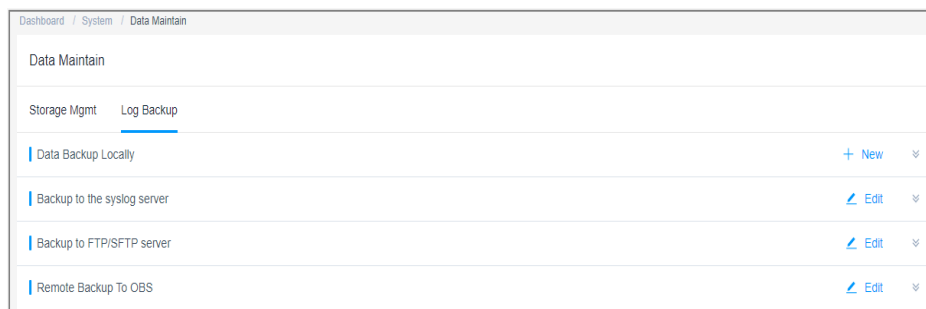 Dashboard / System / Data Maintain
Data Maintain
Storage Mgmt Log Backup
Data Backup Locally + New
Backup to the syslog server Edit
Backup to FTP/SFTP server Edit
Remote Backup To OBS Edit